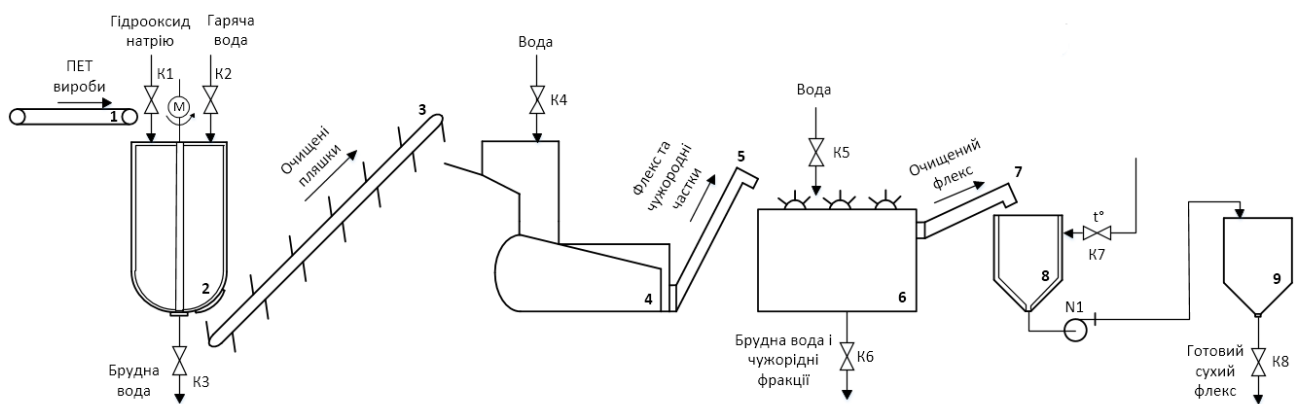 Гідрооксид
натрію
Гаряча
вода
ПЕТ
вироби
К1
К2
М
1
2
К3
Брудна
вода
Очищені
пляшки
3
Вода
К4
4
Флекс та
чужородні
частки
5
Вода
К5
6
Брудна вода і
чужорідні
фракції
К6
Очищений
флекс
7
t°
К7
8
N1
9
Готовий
сухий
флекс
К8